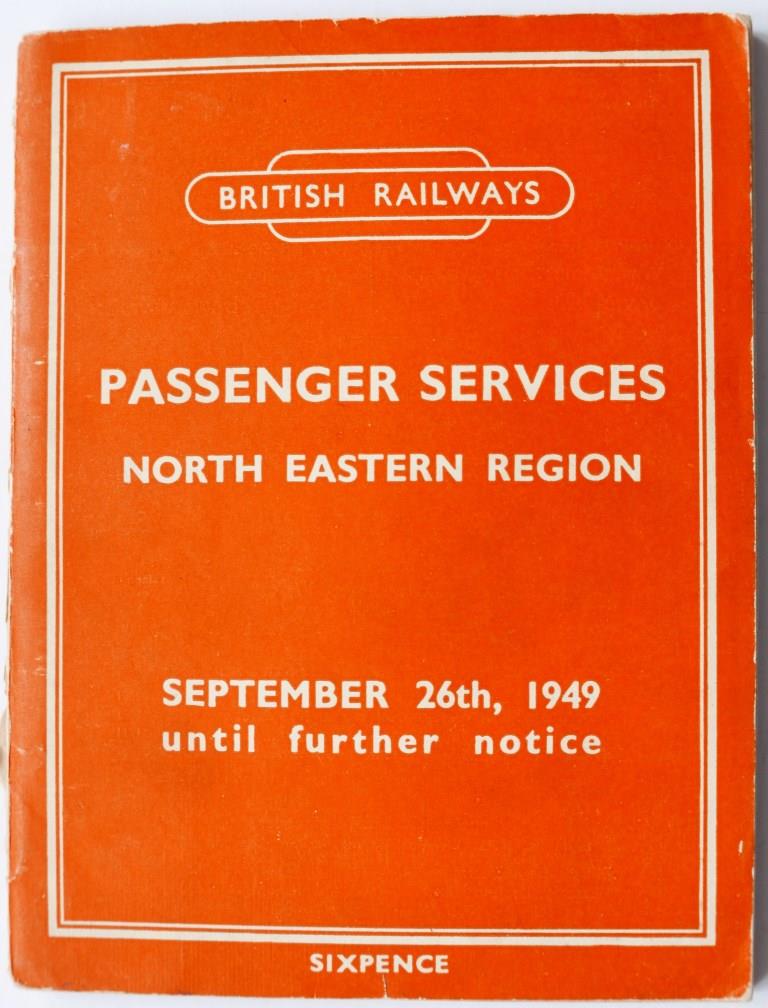 BRITISH RAILWAYS
PASSENGER SERVICES
NORTH EASTERN REGION
SEPTEMBER 26th, 1949
until further notice
SIXPENCE